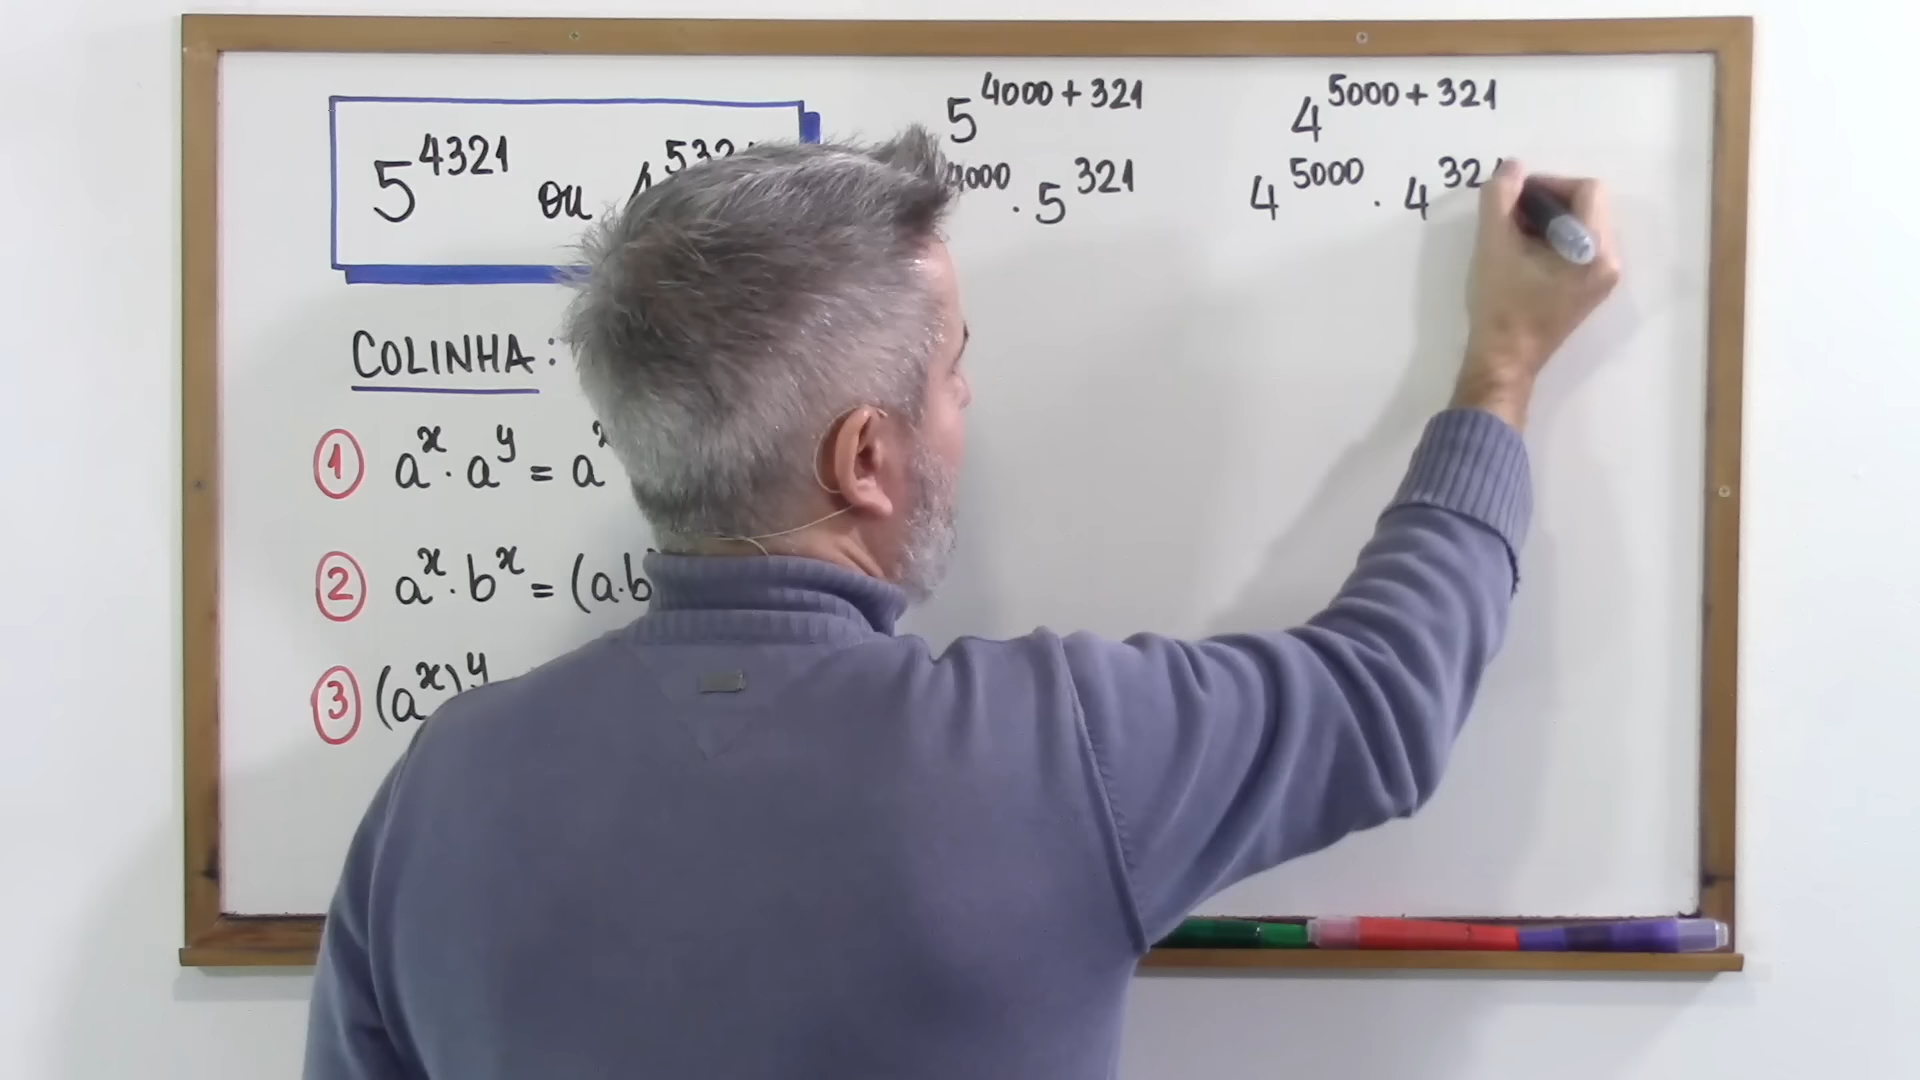 5^4321 ou
5^4000+321
4^5000+321
. 5^321
4^5000 . 4^32
COLINHA:
① a^x . a^y = a
② a^x . b^x = (a.b
③ (a^x)^y